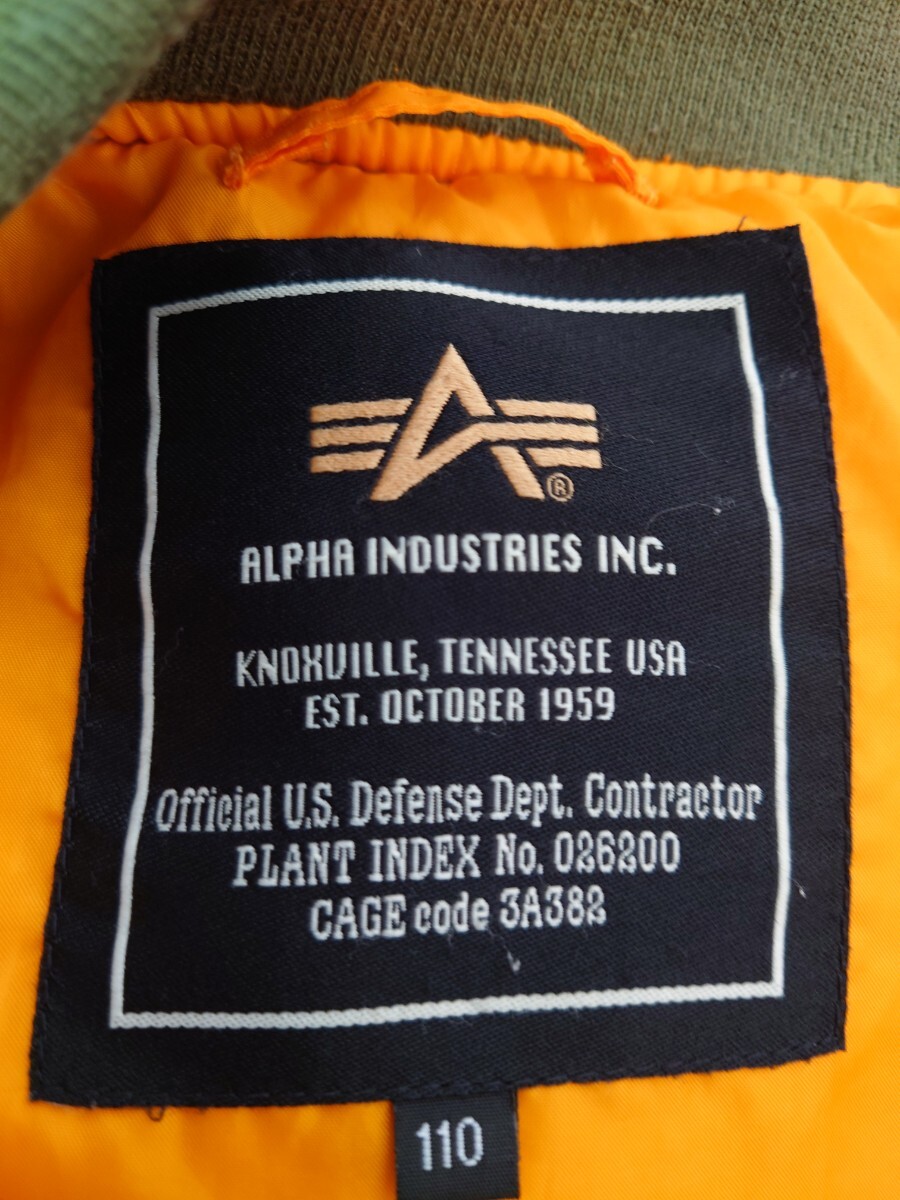 ®
ALPHA INDUSTRIES INC.
KNOXVILLE, TENNESSEE USA
EST. OCTOBER 1959
Official U.S. Defense Dept. Contractor
PLANT INDEX No. 026200
CAGE code 3A382
110